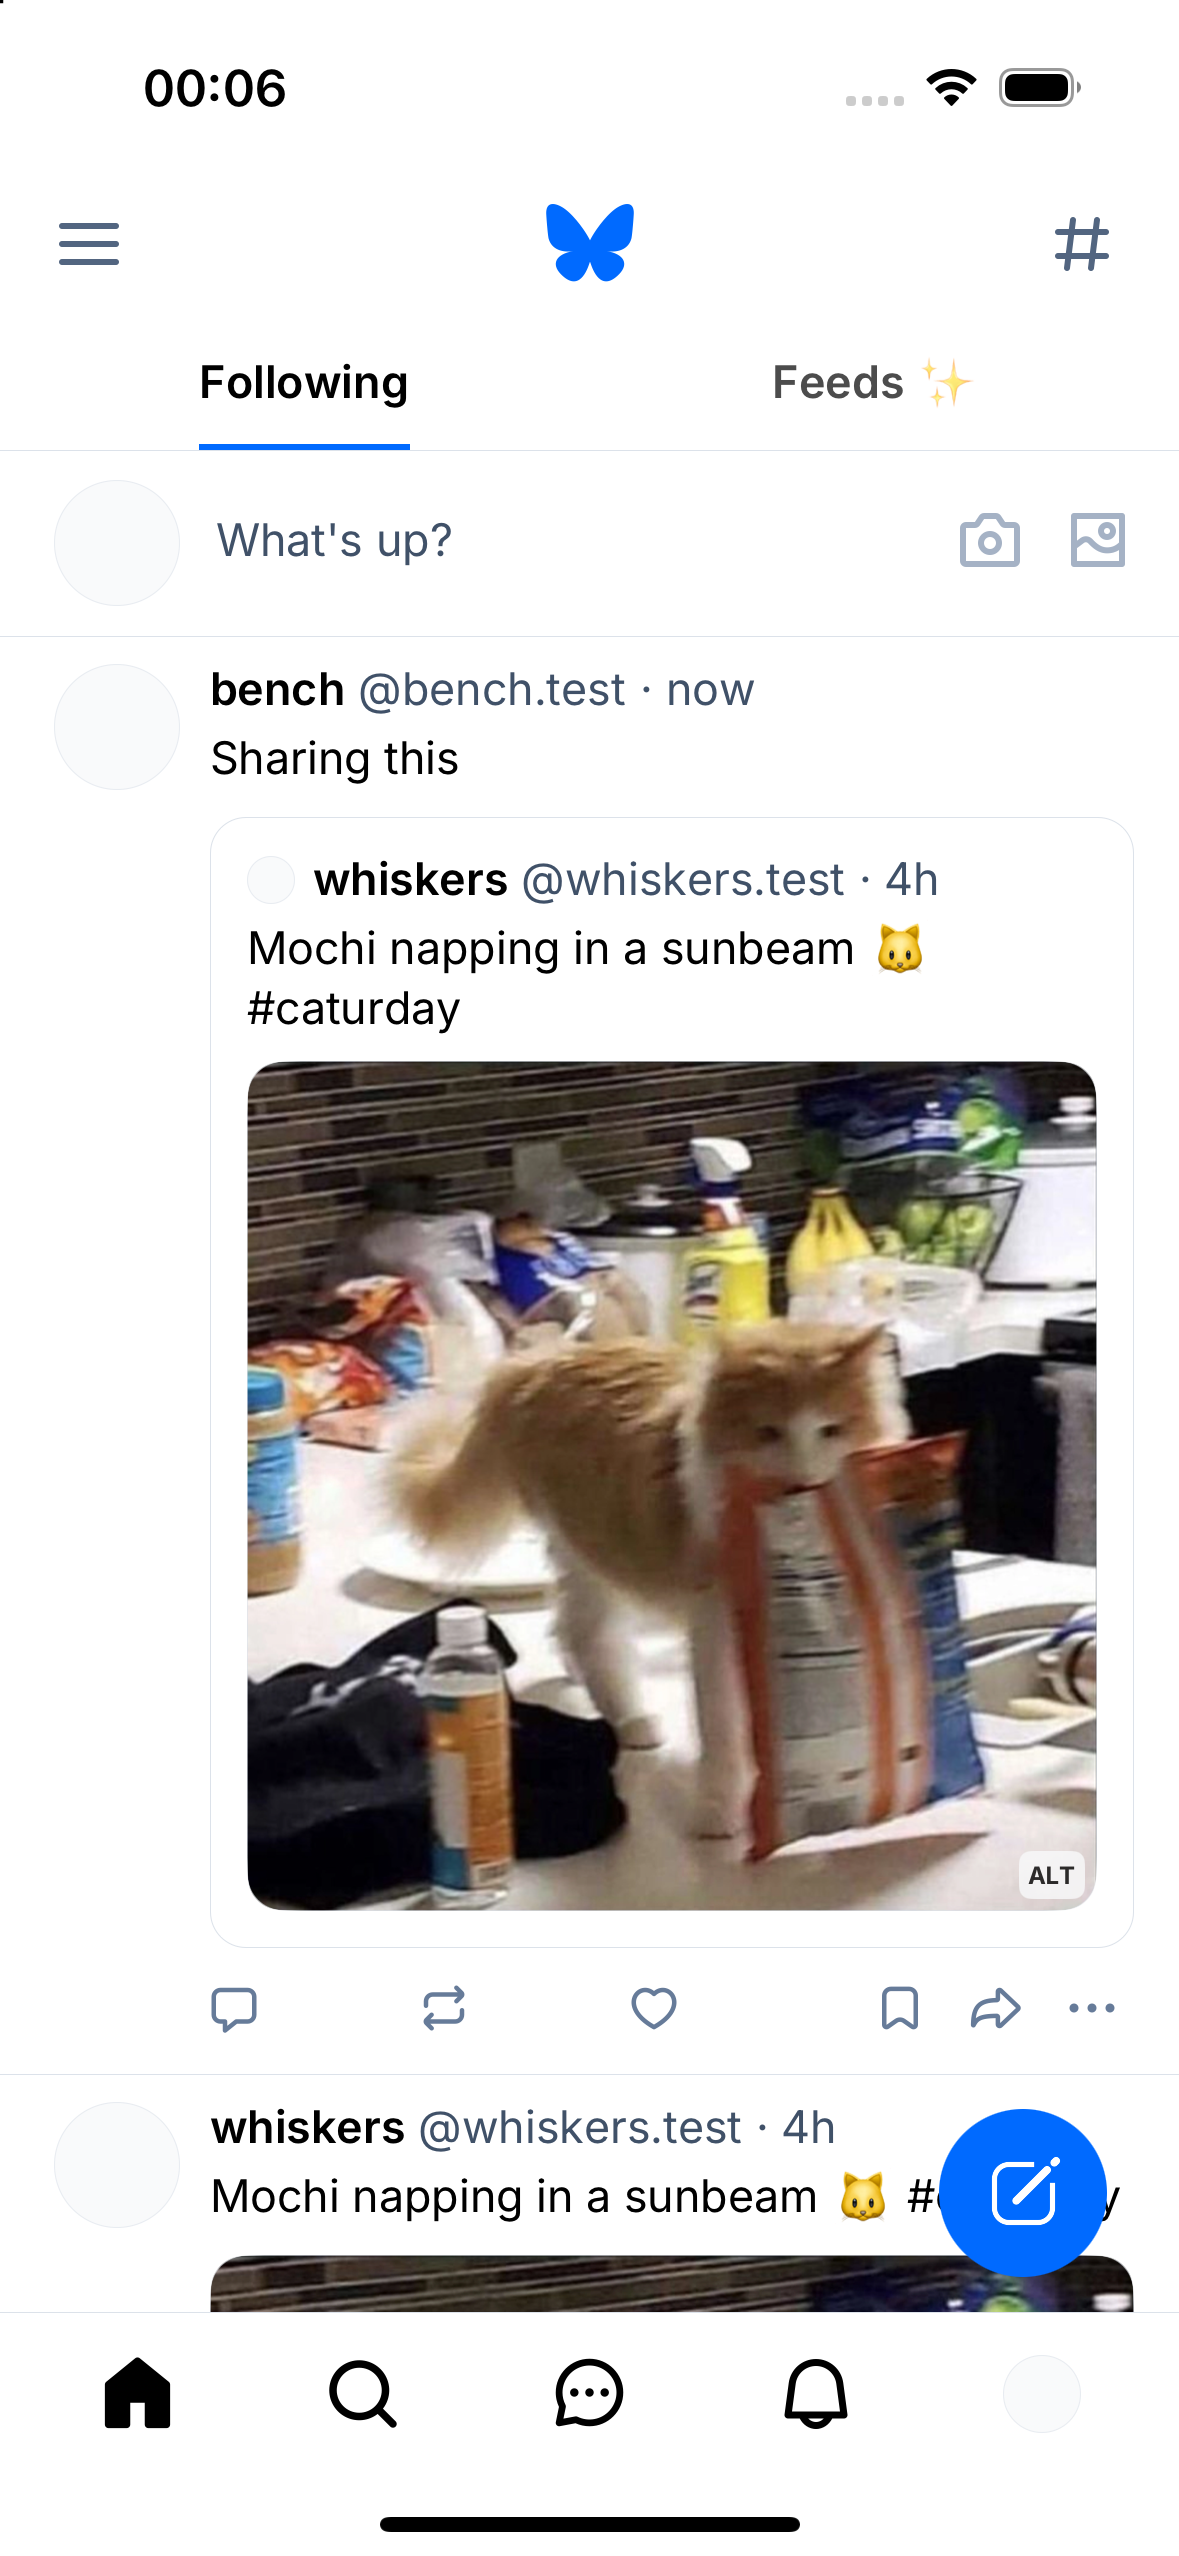 00:06
Following
Feeds ✨
What's up?
bench @bench.test · now
Sharing this
whiskers @whiskers.test · 4h
Mochi napping in a sunbeam 🐱
#caturday
ALT
whiskers @whiskers.test · 4h
Mochi napping in a sunbeam 🐱